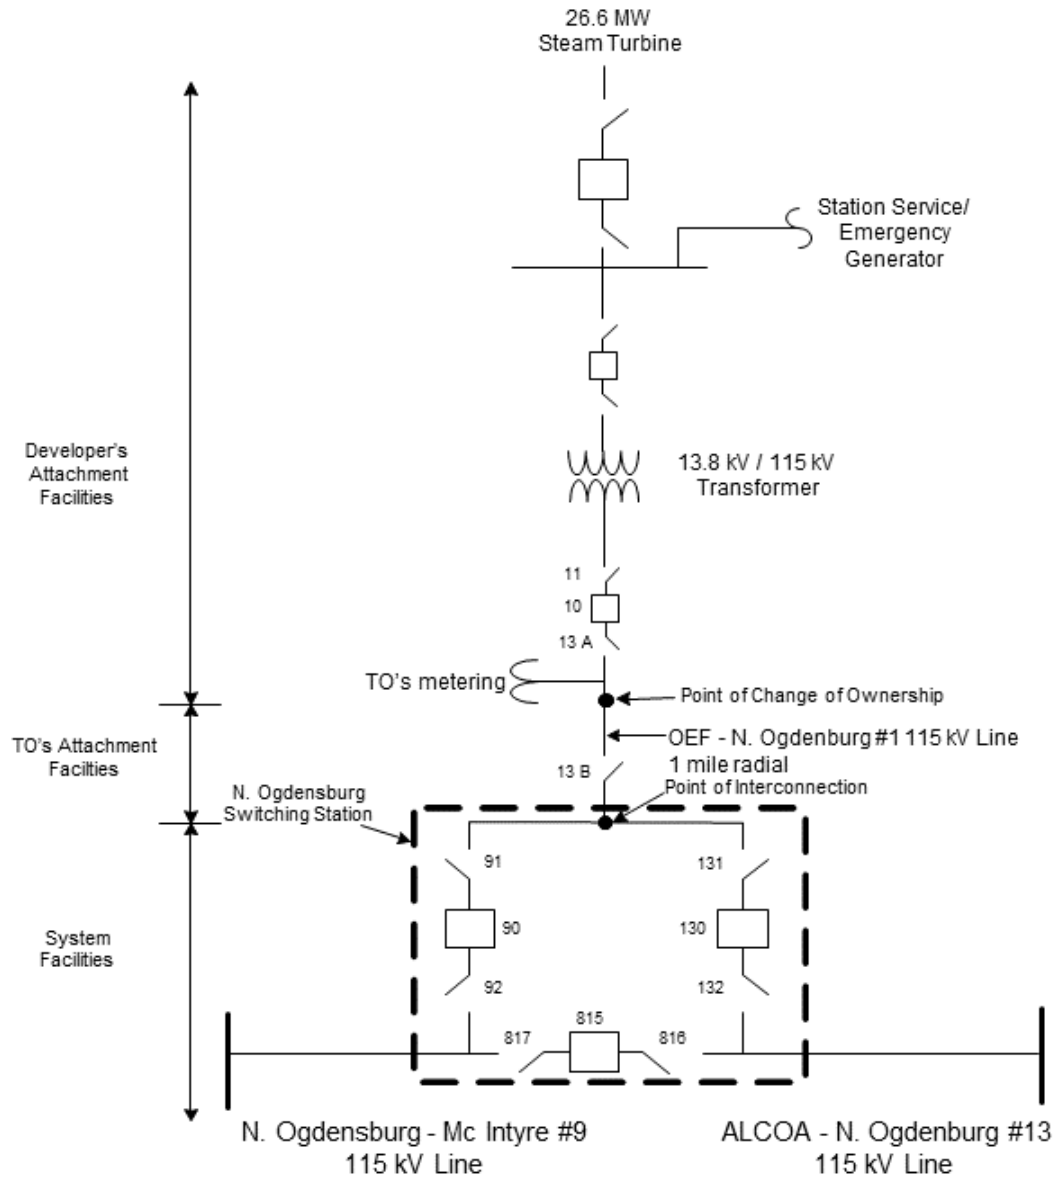 26.6 MW
Steam Turbine
Station Service/
Emergency
Generator
Developer's
Attachment
Facilities
13.8 kV / 115 kV
Transformer
11
10
13 A
TO's metering
Point of Change of Ownership
TO's Attachment
Facilties
OEF - N. Ogdenburg #1 115 kV Line
1 mile radial
13 B
Point of Interconnection
N. Ogdensburg
Switching Station
91
131
90
130
92
132
System
Facilities
815
817
816
N. Ogdensburg - Mc Intyre #9
115 kV Line
ALCOA - N. Ogdenburg #13
115 kV Line